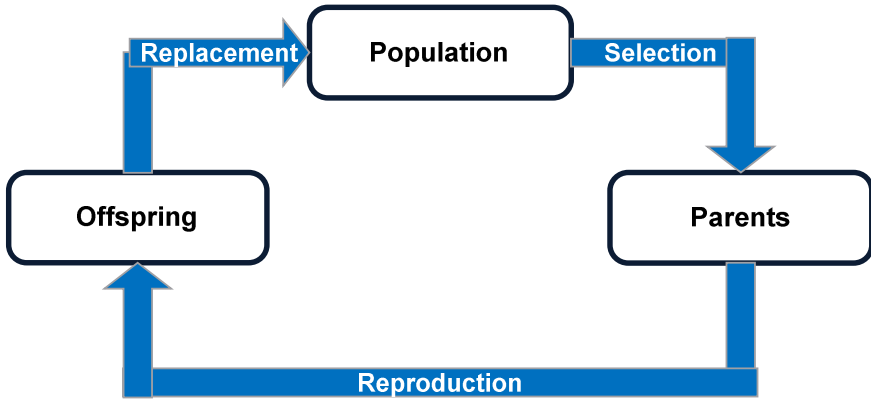 Replacement
Population
Selection
Offspring
Parents
Reproduction